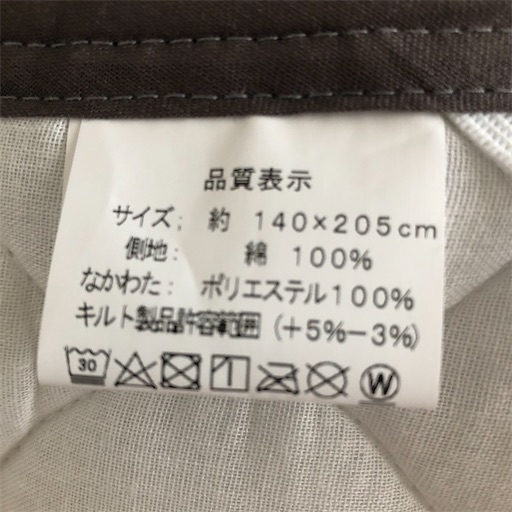 品質表示
サイズ; 約 140×205cm
側地: 綿 100%
なかわた: ポリエステル100%
キルト製品許容範囲 (+5%-3%)
30
W